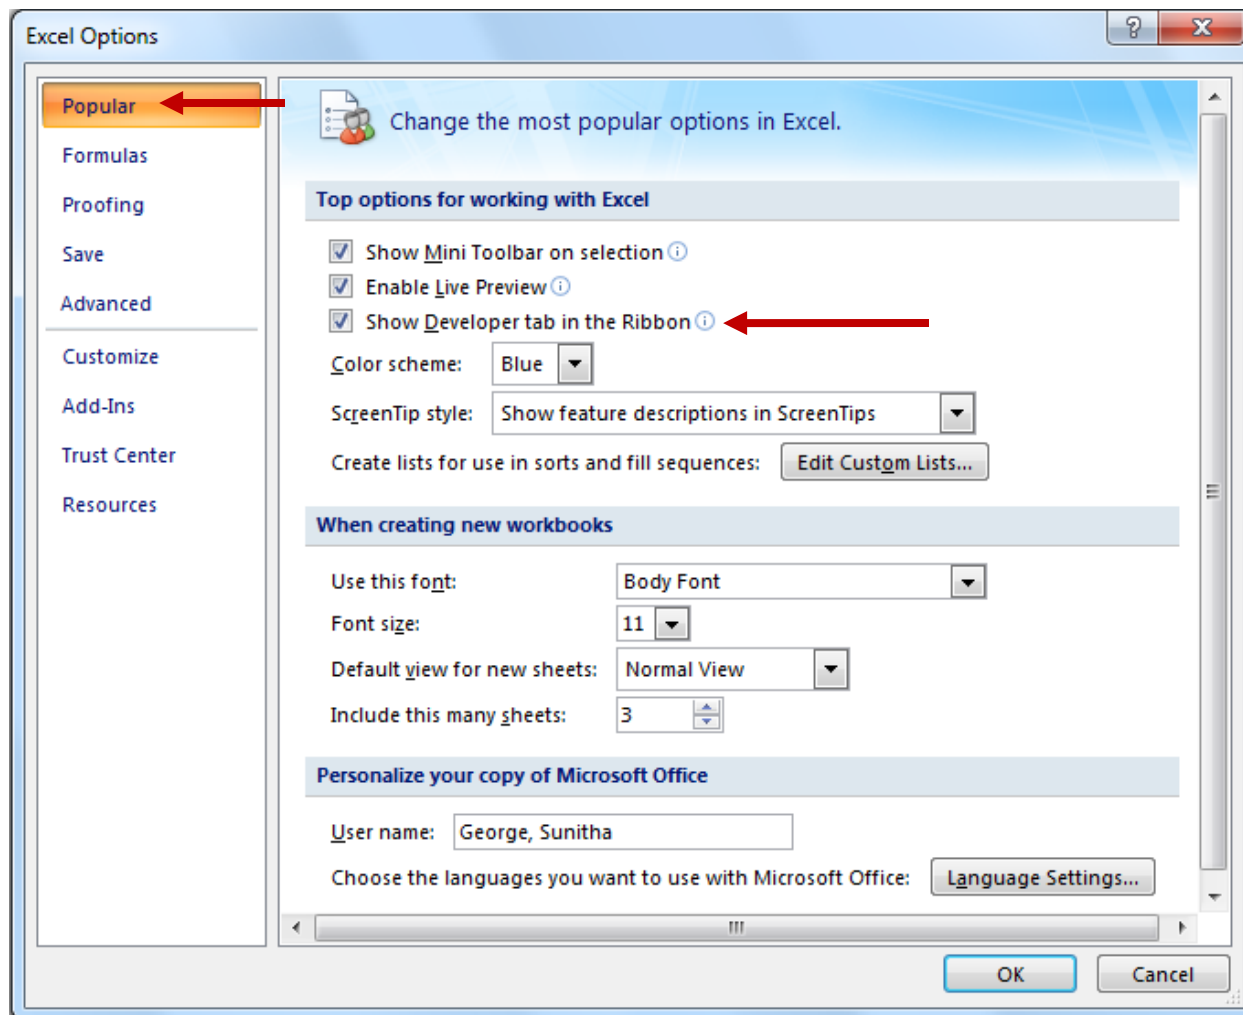 Excel Options
Popular
Formulas
Proofing
Save
Advanced
Customize
Add-Ins
Trust Center
Resources
Change the most popular options in Excel.
Top options for working with Excel
Show Mini Toolbar on selection
Enable Live Preview
Show Developer tab in the Ribbon
Color scheme: Blue
ScreenTip style: Show feature descriptions in ScreenTips
Create lists for use in sorts and fill sequences: Edit Custom Lists...
When creating new workbooks
Use this font: Body Font
Font size: 11
Default view for new sheets: Normal View
Include this many sheets: 3
Personalize your copy of Microsoft Office
User name: George, Sunitha
Choose the languages you want to use with Microsoft Office: Language Settings...
OK Cancel